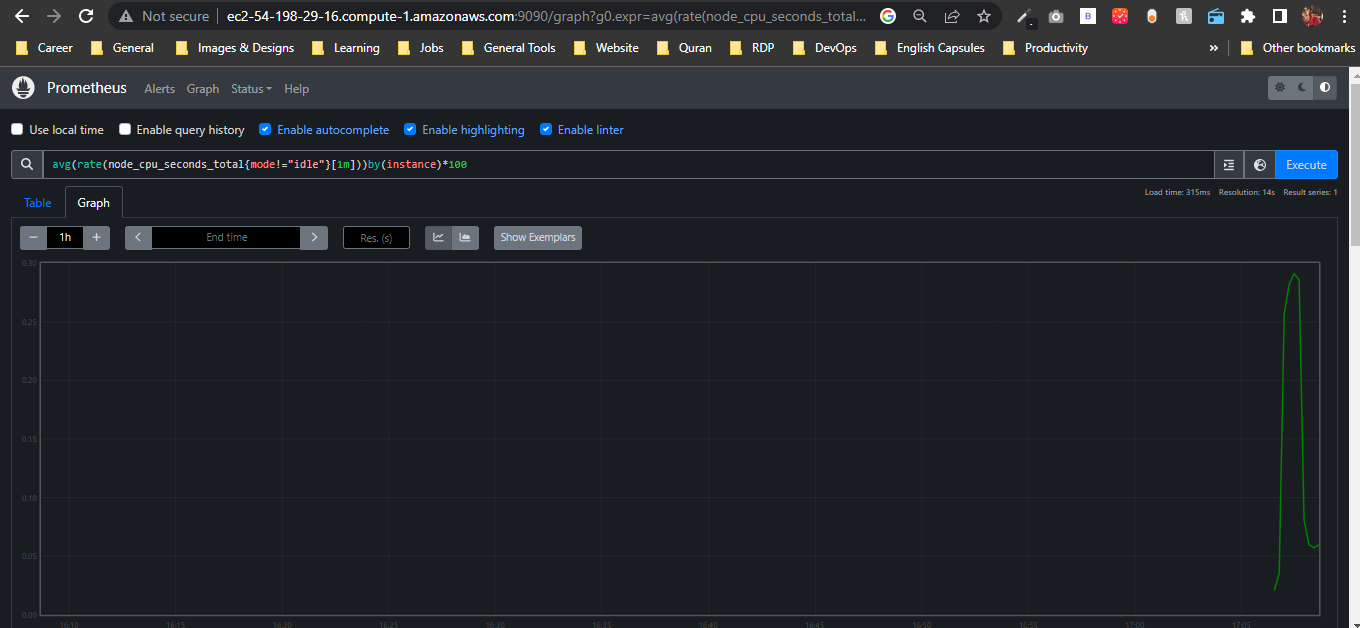 Not secure ec2-54-198-29-16.compute-1.amazonaws.com:9090/graph?g0.expr=avg(rate(node_cpu_seconds_total... B
Career General Images & Designs Learning Jobs General Tools Website Quran RDP DevOps English Capsules Productivity » Other bookmarks
Prometheus Alerts Graph Status Help
Use local time Enable query history Enable autocomplete Enable highlighting Enable linter
avg(rate(node_cpu_seconds_total{mode!="idle"}[1m]))by(instance)*100 Execute
Load time: 315ms Resolution: 14s Result series: 1
Table Graph
− 1h + < End time > Res. (s) Show Exemplars
0.30
0.25
0.20
0.15
0.10
0.05
0.00
16:10 16:15 16:20 16:25 16:30 16:35 16:40 16:45 16:50 16:55 17:00 17:05